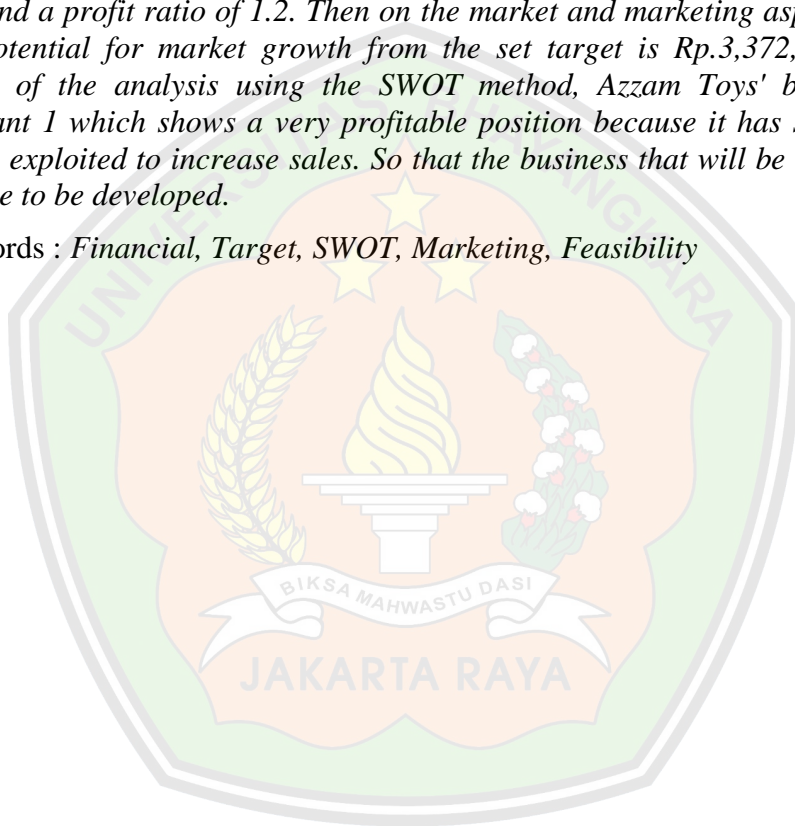 nd a profit ratio of 1.2. Then on the market and marketing asp
otential for market growth from the set target is Rp.3,372,
of the analysis using the SWOT method, Azzam Toys' b
ant 1 which shows a very profitable position because it has s
exploited to increase sales. So that the business that will be
e to be developed.
ords : Financial, Target, SWOT, Marketing, Feasibility
UNIVERSITAS BHAYANGKARA
BIKSA MAHWASTU DASI
JAKARTA RAYA